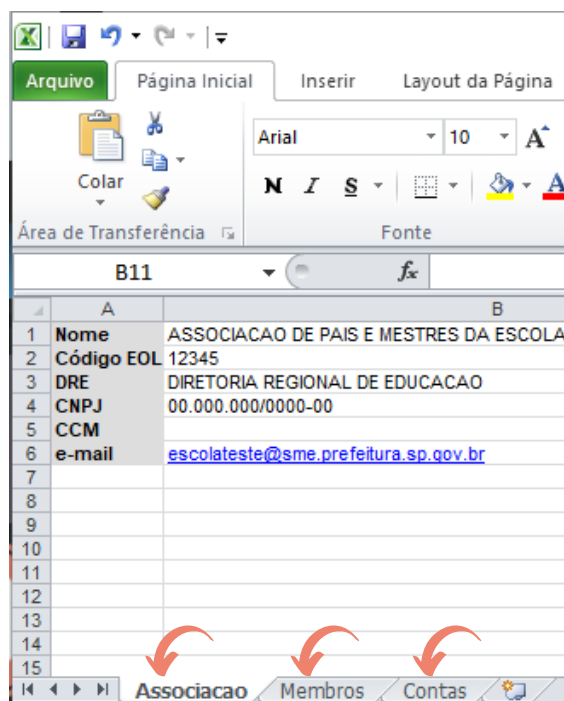 Arquivo Página Inicial Inserir Layout da Página
Colar
Arial 10 A
N I S A
Área de Transferência Fonte
B11 fx
A B
1 Nome ASSOCIACAO DE PAIS E MESTRES DA ESCOLA
2 Código EOL 12345
3 DRE DIRETORIA REGIONAL DE EDUCACAO
4 CNPJ 00.000.000/0000-00
5 CCM
6 e-mail escolateste@sme.prefeitura.sp.gov.br
7
8
9
10
11
12
13
14
15
Associacao Membros Contas